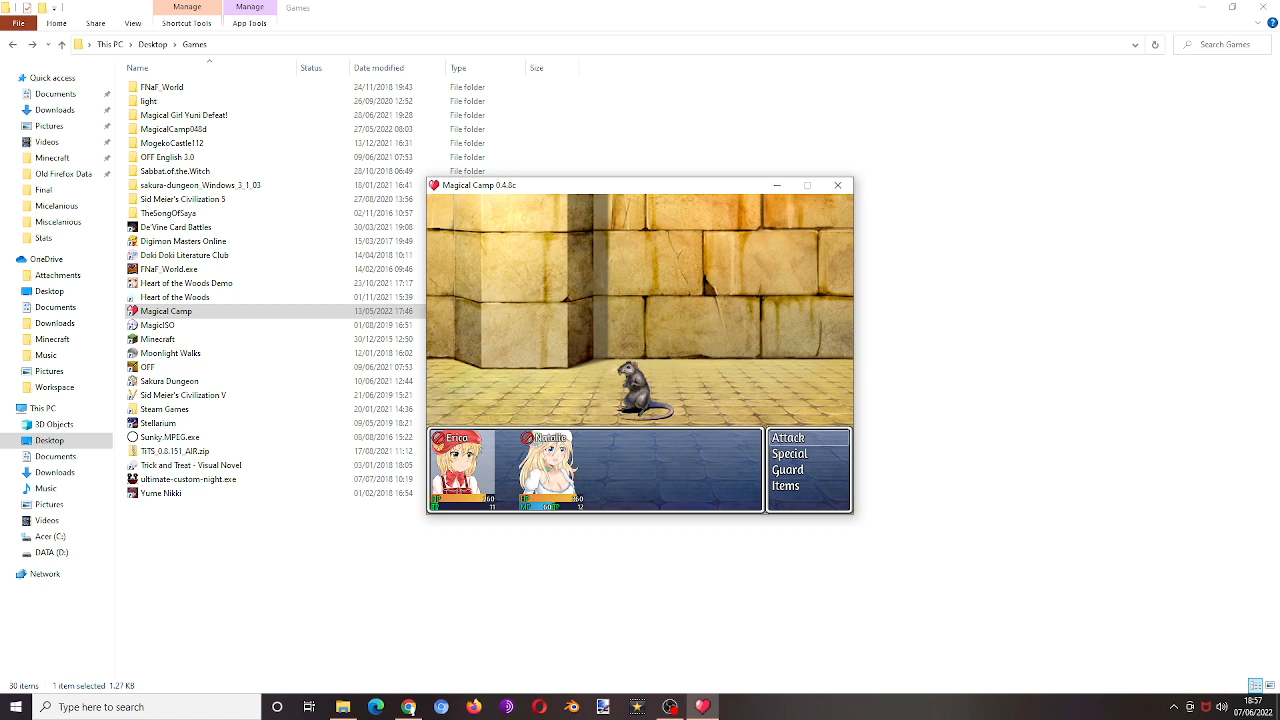 Manage Manage Games
File Home Share View Shortcut Tools App Tools
This PC Desktop Games Search Games
Name Status Date modified Type Size
Quick access
Documents
Downloads
Pictures
Videos
Minecraft
Old Firefox Data
Final
Micelanious
Miscelanous
Stats
OneDrive
Attachments
Desktop
Documents
Downloads
Minecraft
Music
Pictures
Workspace
This PC
3D Objects
Desktop
Documents
Downloads
Music
Pictures
Videos
Acer (C:)
DATA (D:)
Network
FNaF_World 24/11/2018 19:43 File folder
light 26/09/2020 12:52 File folder
Magical Girl Yuni Defeat! 28/06/2021 19:28 File folder
MagicalCamp048d 27/05/2022 08:03 File folder
MogekoCastle112 13/12/2021 16:31 File folder
OFF English 3.0 09/06/2021 07:53 File folder
Sabbat.of.the.Witch 28/10/2018 06:49 File folder
sakura-dungeon_Windows_3_1_03 18/01/2021 16:41
Sid Meier's Civilization 5 27/08/2020 13:56
TheSongOfSaya 02/11/2016 10:57
De Vine Card Battles 30/03/2021 19:08
Digimon Masters Online 15/03/2017 19:49
Doki Doki Literature Club 14/04/2018 10:11
FNaF_World.exe 14/02/2016 09:46
Heart of the Woods Demo 23/10/2021 17:17
Heart of the Woods 01/11/2021 15:39
Magical Camp 13/05/2022 17:46
MagicISO 01/08/2019 16:51
Minecraft 30/12/2015 12:50
Moonlight Walks 12/01/2018 16:02
OFF 09/06/2021 07:53
Sakura Dungeon 10/06/2021 12:44
Sid Meier's Civilization V 21/06/2019 15:21
Steam Games 20/01/2021 14:36
Stellarium 09/05/2019 18:21
Sunky.MPEG.exe 08/08/2016 15:22
TiTS_0.8.151_AIR.zip 17/08/2021 11:12
Trick and Treat - Visual Novel 03/01/2018 18:05
ultimate-custom-night.exe 07/07/2018 10:19
Yume Nikki 01/02/2018 16:54
Magical Camp 0.4.8c
Erica Natalie
HP 360 HP 360
TP 11 MP 60 TP 12
Attack
Special
Guard
Items
30 items 1 item selected 1.27 KB
Type here to search
18:57
07/06/2022